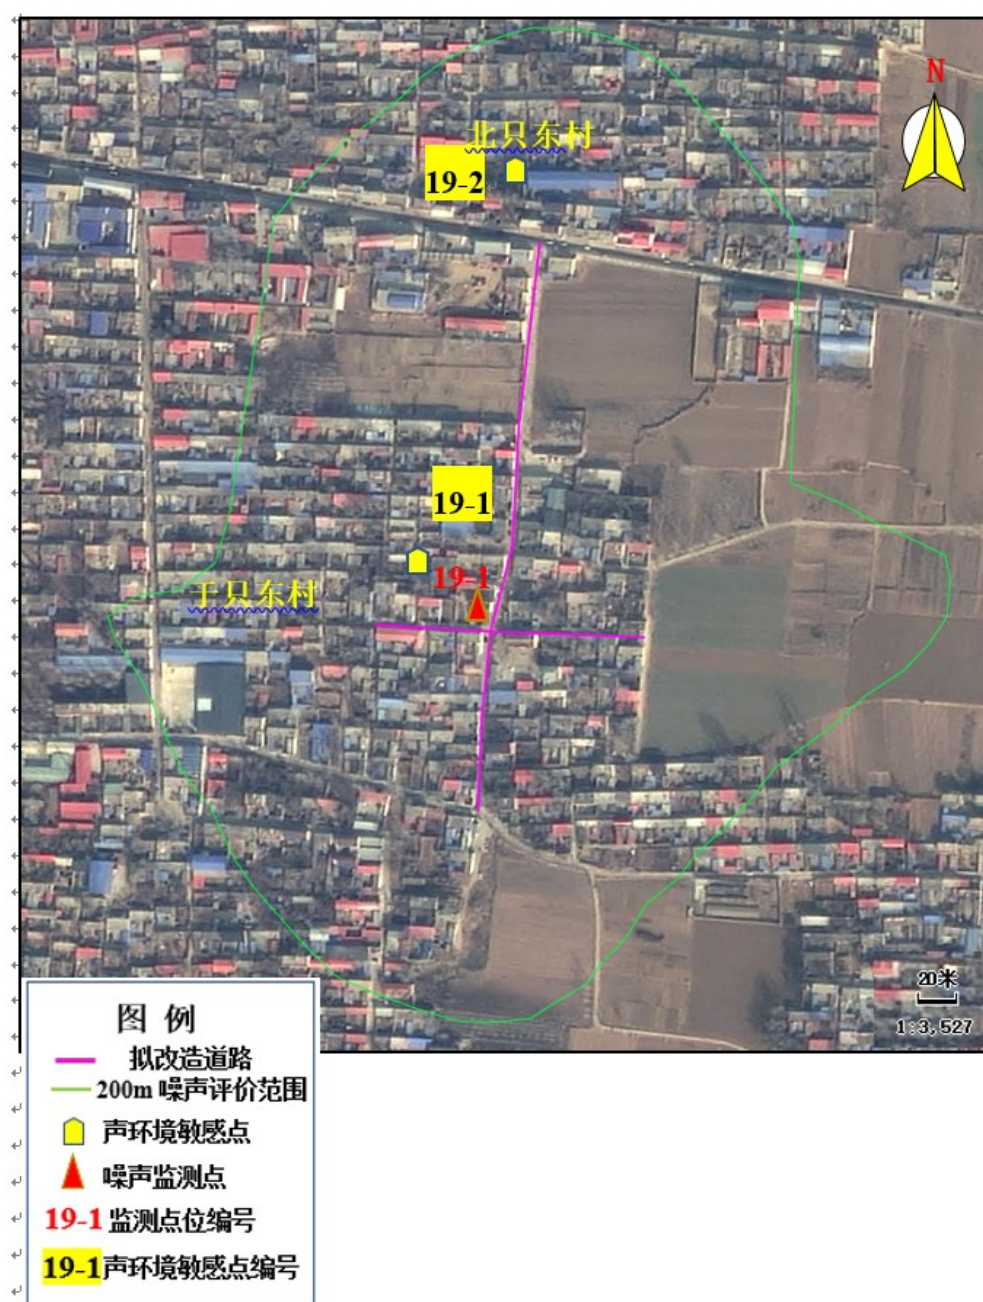 N
北只东村
19-2
19-1
19-1
于只东村
20米
1:3,527
图 例
拟改造道路
200m 噪声评价范围
声环境敏感点
噪声监测点
19-1 监测点位编号
19-1 声环境敏感点编号